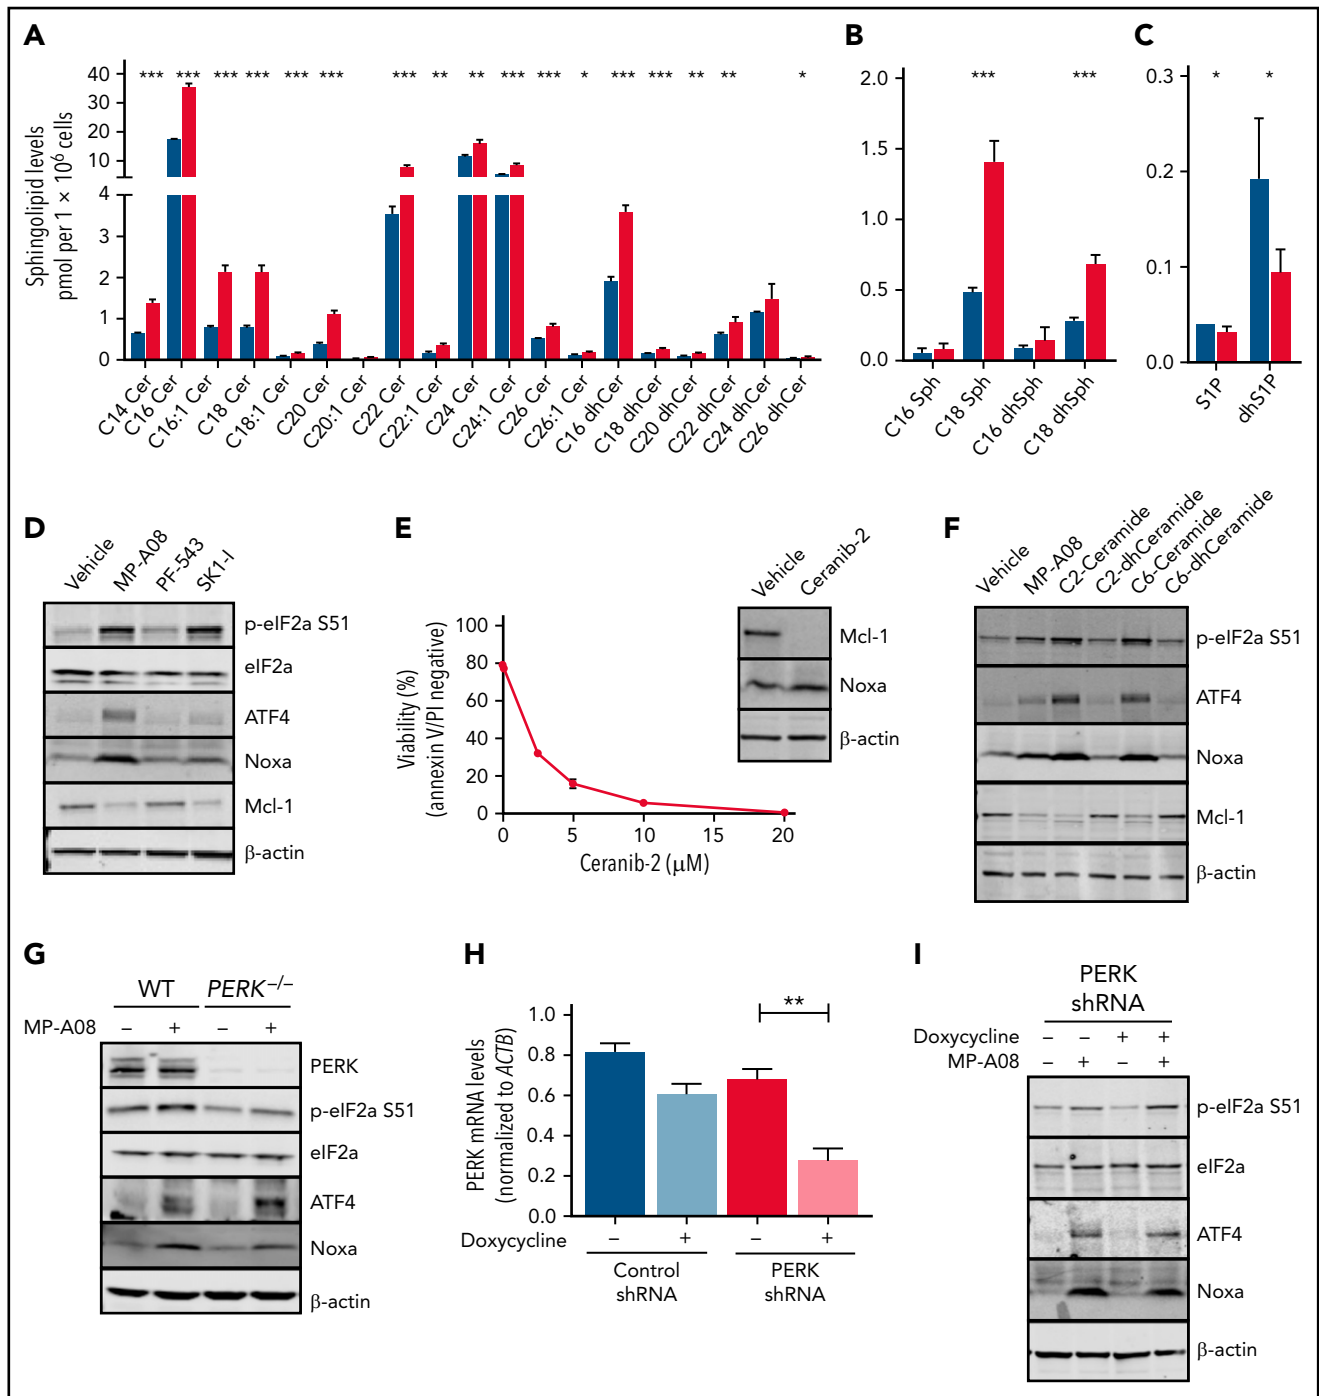 A
Sphingolipid levels
pmol per 1 × 10⁶ cells
40
30
20
10
4
3
2
1
0
*** *** *** *** *** *** *** ** ** *** *** * *** *** ** ** *
C14 Cer
C16 Cer
C16:1 Cer
C18 Cer
C18:1 Cer
C20 Cer
C20:1 Cer
C22 Cer
C22:1 Cer
C24 Cer
C24:1 Cer
C26 Cer
C26:1 Cer
C16 dhCer
C18 dhCer
C20 dhCer
C22 dhCer
C24 dhCer
C26 dhCer
B
2.0
1.5
1.0
0.5
0.0
*** ***
C16 Sph
C18 Sph
C16 dhSph
C18 dhSph
C
0.3
0.2
0.1
0.0
* *
S1P
dhS1P
D
Vehicle
MP-A08
PF-543
SK1-I
p-eIF2a S51
eIF2a
ATF4
Noxa
Mcl-1
β-actin
E
Viability (%)
(annexin V/PI negative)
100
80
60
40
20
0
0 5 10 15 20
Ceranib-2 (μM)
Vehicle
Ceranib-2
Mcl-1
Noxa
β-actin
F
Vehicle
MP-A08
C2-Ceramide
C2-dhCeramide
C6-Ceramide
C6-dhCeramide
p-eIF2a S51
ATF4
Noxa
Mcl-1
β-actin
G
WT PERK⁻/⁻
MP-A08 – + – +
PERK
p-eIF2a S51
eIF2a
ATF4
Noxa
β-actin
H
PERK mRNA levels
(normalized to ACTB)
1.0
0.8
0.6
0.4
0.2
0.0
**
Doxycycline – + – +
Control
shRNA
PERK
shRNA
I
PERK
shRNA
Doxycycline – – + +
MP-A08 – + – +
p-eIF2a S51
eIF2a
ATF4
Noxa
β-actin